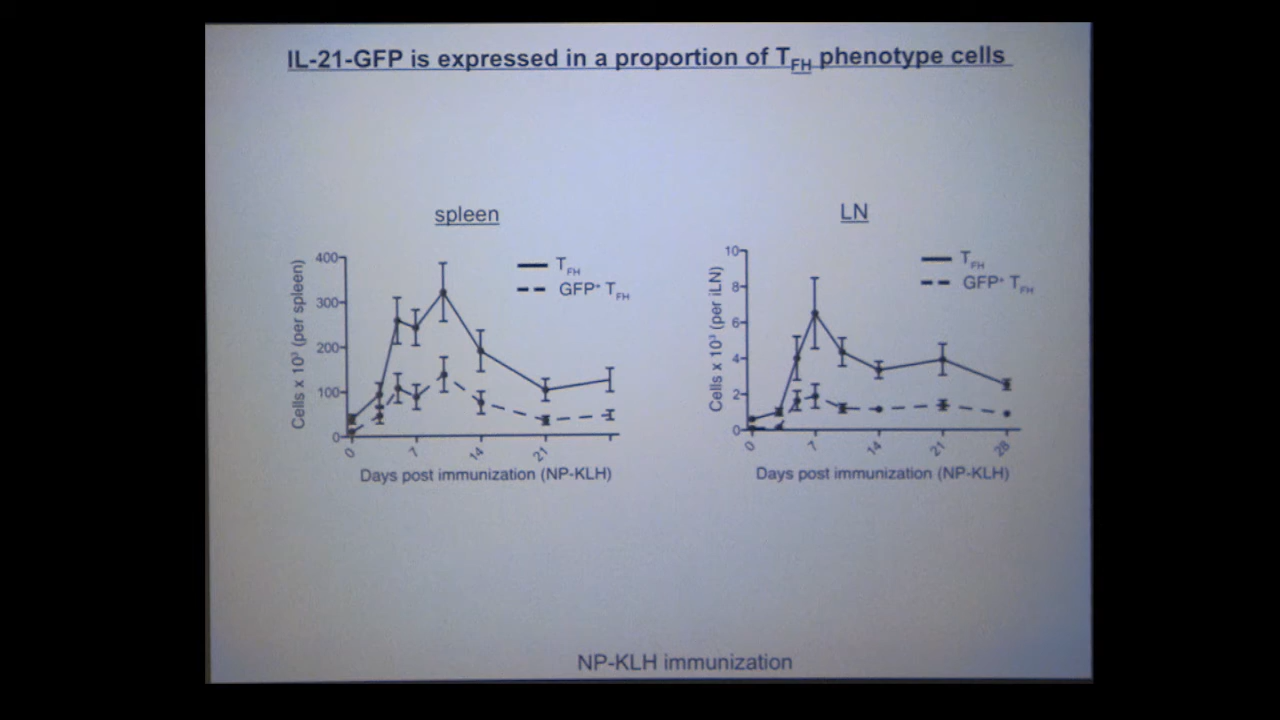 IL-21-GFP is expressed in a proportion of TFH phenotype cells
spleen
Cells x 10³ (per spleen)
400
300
200
100
0
TFH
GFP⁺ TFH
0
7
14
21
Days post immunization (NP-KLH)
LN
Cells x 10³ (per iLN)
10
8
6
4
2
0
TFH
GFP⁺ TFH
0
7
14
21
28
Days post immunization (NP-KLH)
NP-KLH immunization